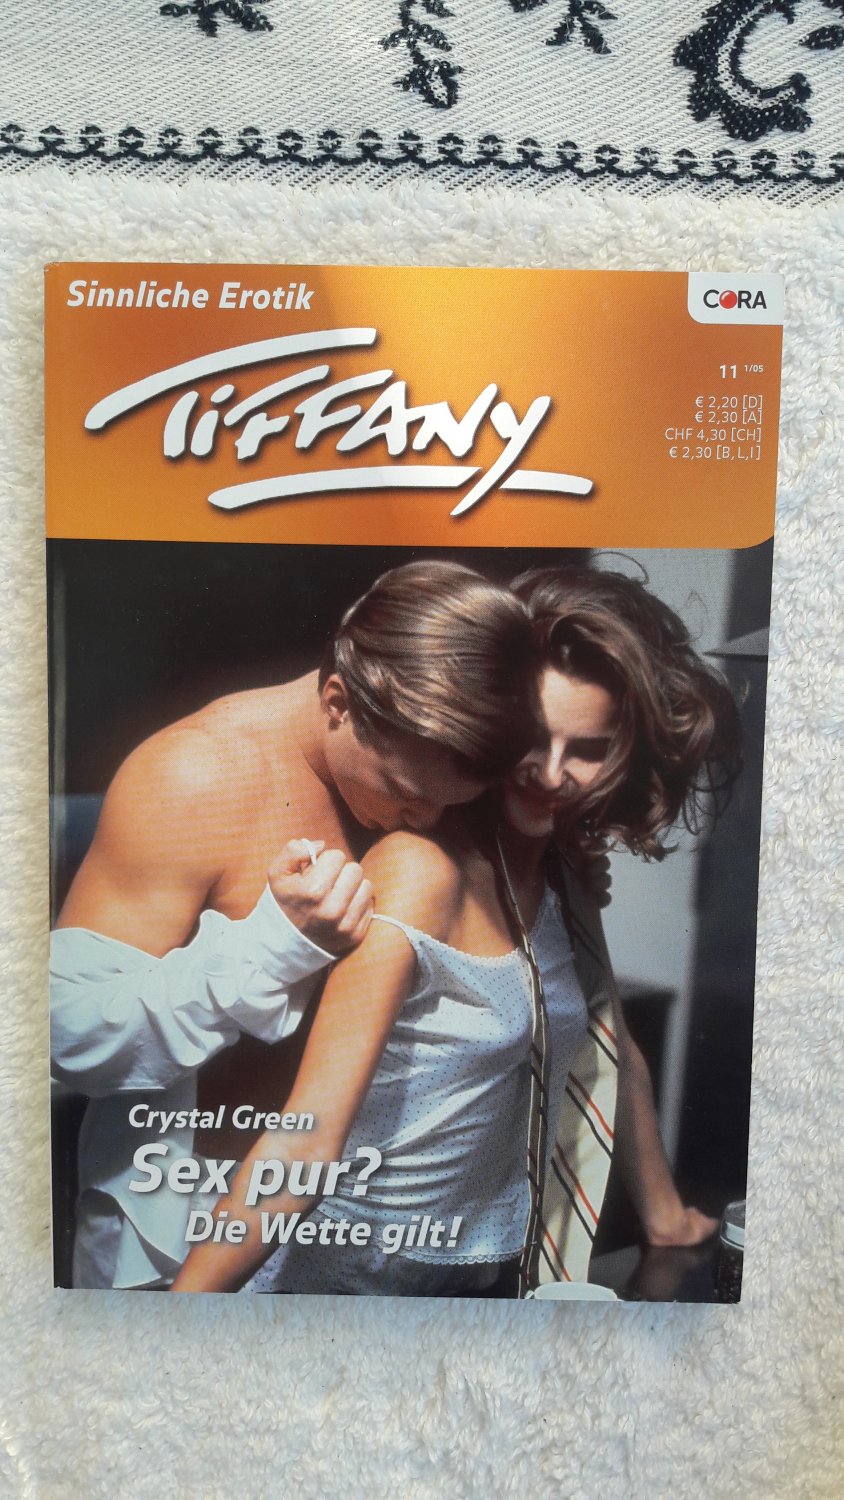 Sinnliche Erotik
CORA
TIFFANY
11 1/05
€ 2,20 [D]
€ 2,30 [A]
CHF 4,30 [CH]
€ 2,30 [B, L, I]
Crystal Green
Sex pur?
Die Wette gilt!